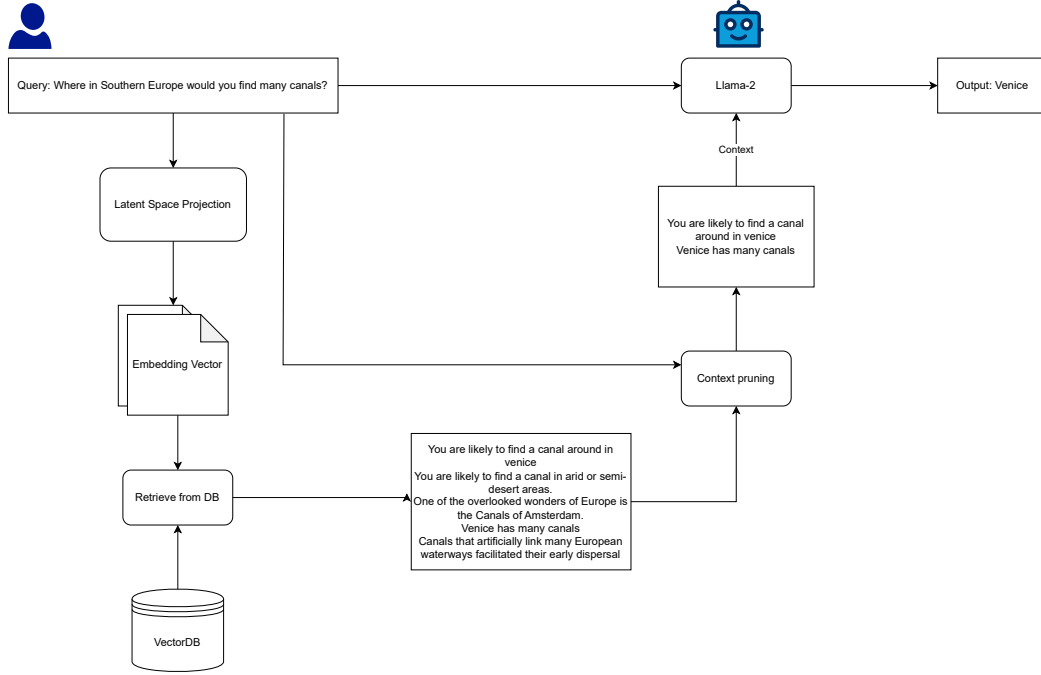 Query: Where in Southern Europe would you find many canals?
Llama-2
Output: Venice
Context
Latent Space Projection
You are likely to find a canal
around in venice
Venice has many canals
Embedding Vector
Context pruning
You are likely to find a canal around in
venice
You are likely to find a canal in arid or semi-
desert areas.
One of the overlooked wonders of Europe is
the Canals of Amsterdam.
Venice has many canals
Canals that artificially link many European
waterways facilitated their early dispersal
Retrieve from DB
VectorDB